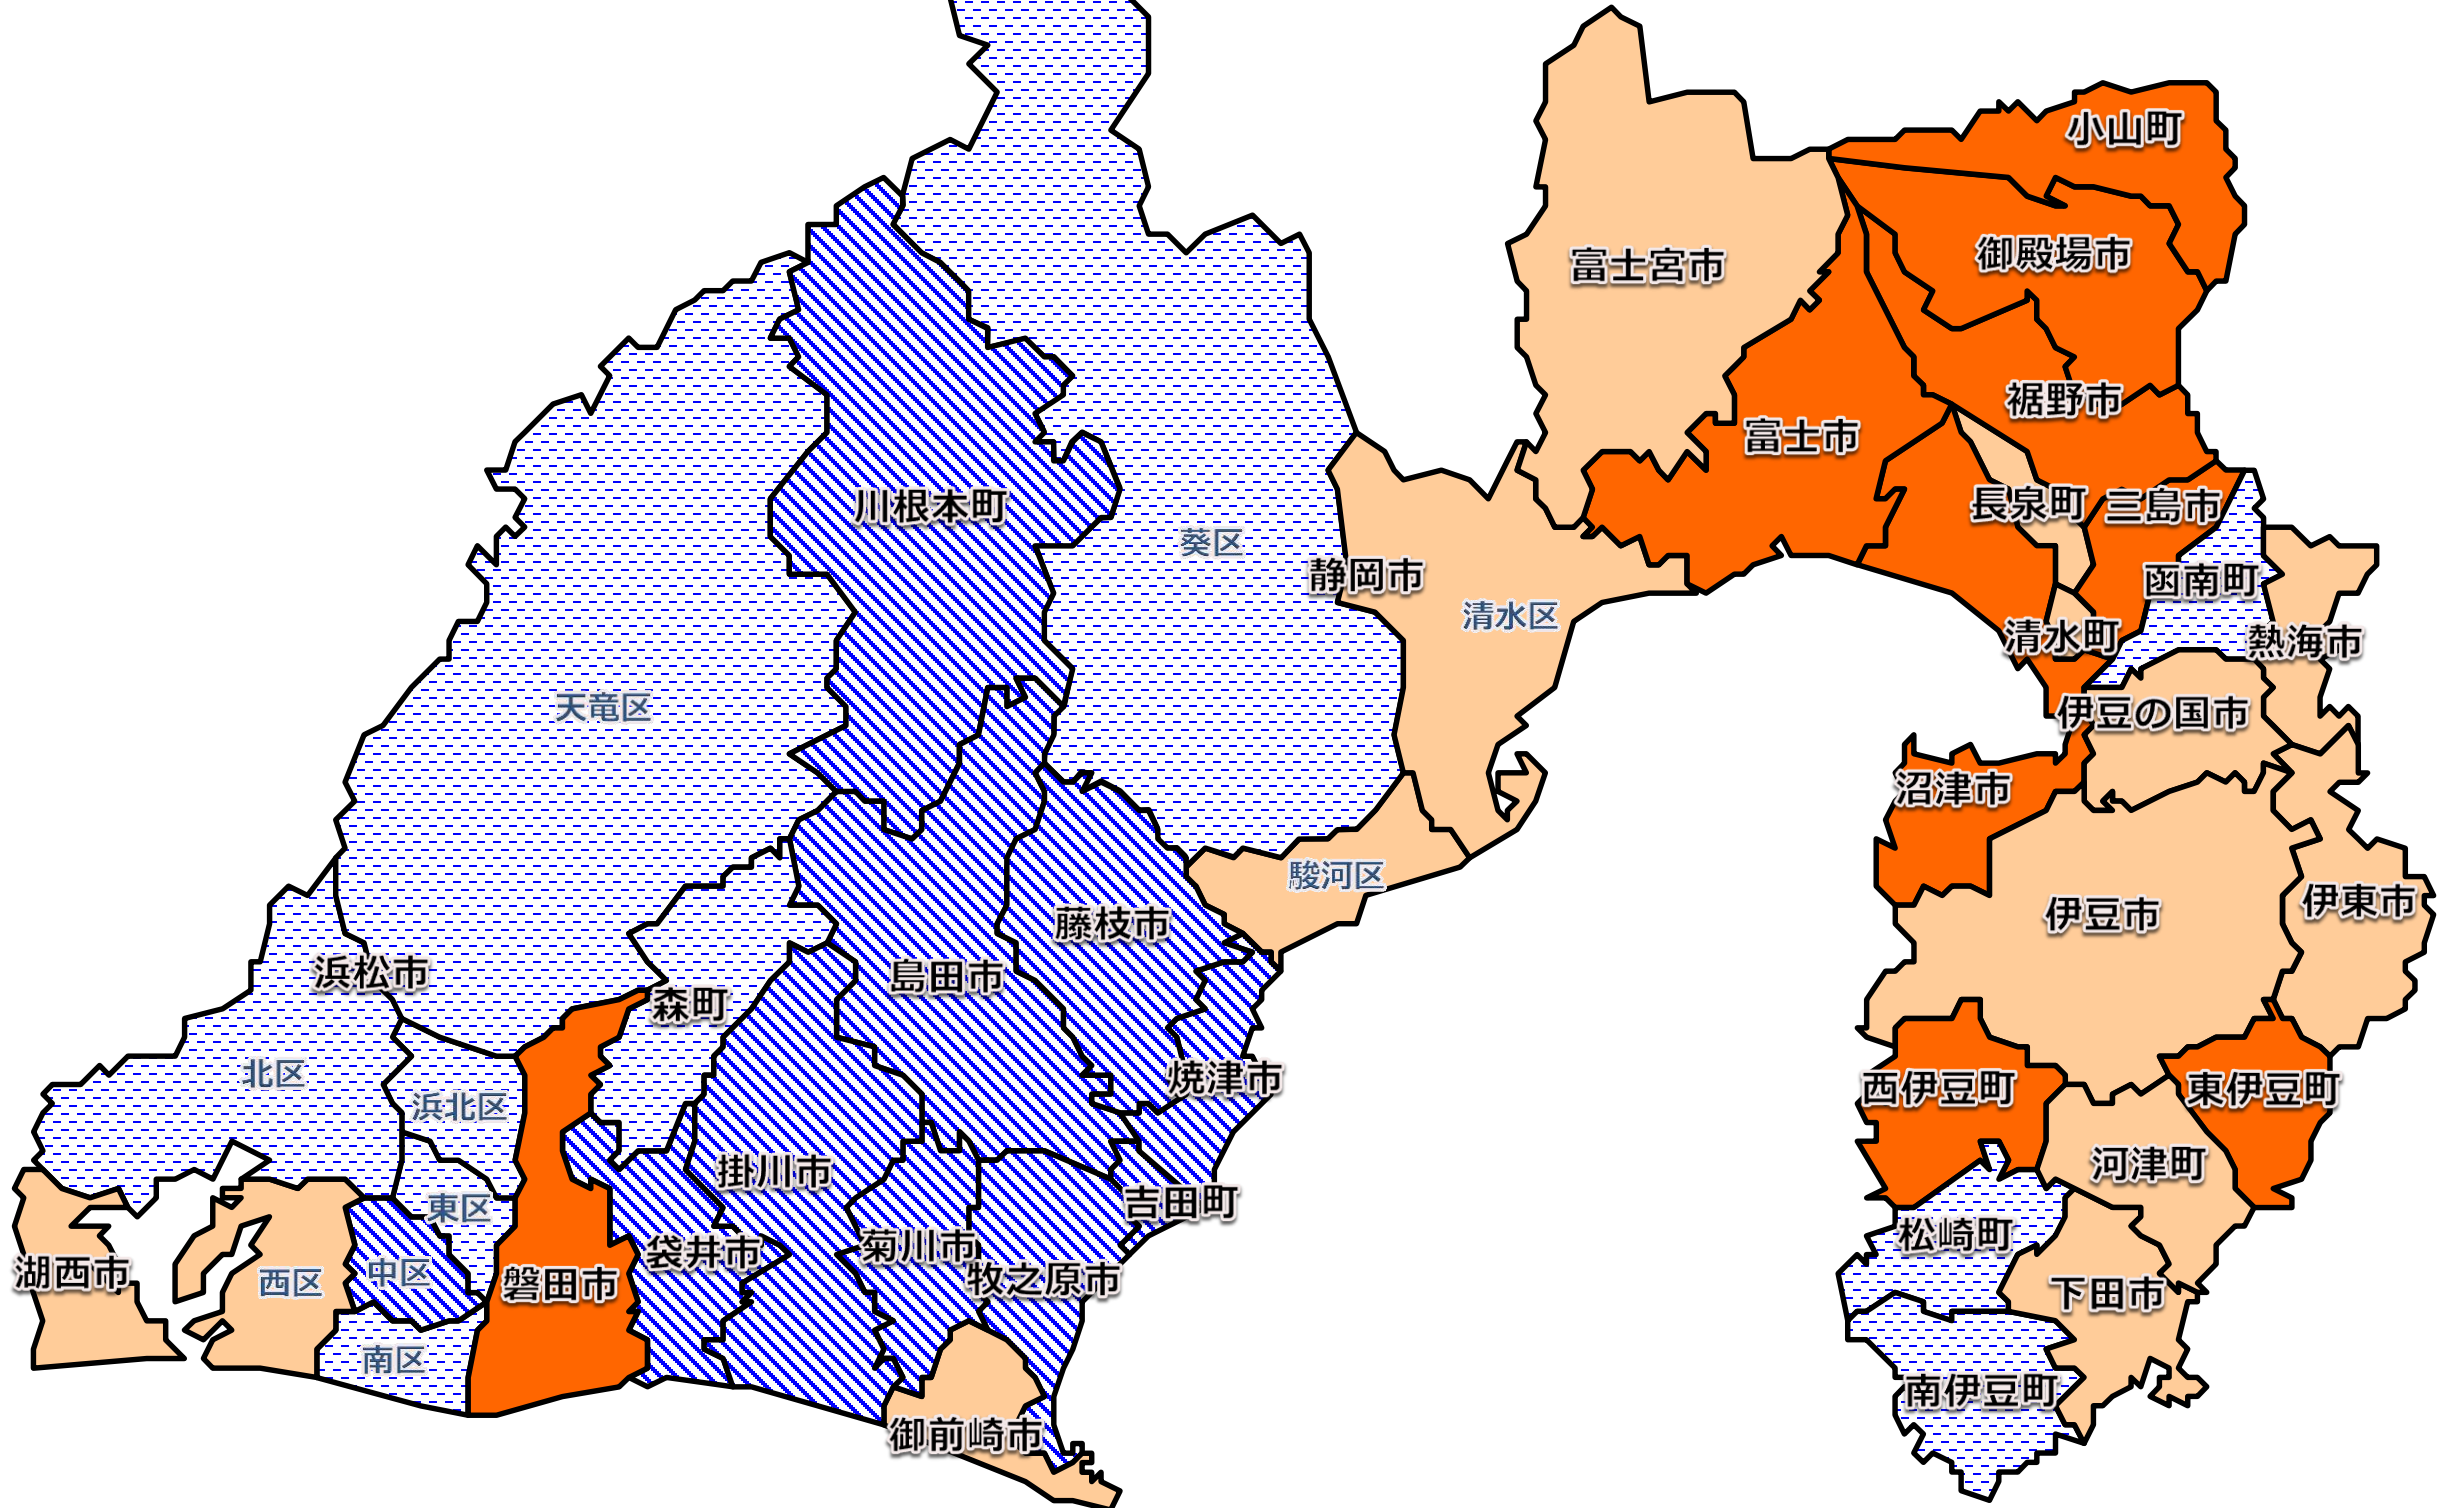 小山町
御殿場市
富士宮市
裾野市
富士市
川根本町
長泉町
三島市
葵区
静岡市
函南町
清水区
清水町
熱海市
天竜区
伊豆の国市
沼津市
駿河区
伊東市
伊豆市
藤枝市
浜松市
島田市
森町
北区
焼津市
西伊豆町
東伊豆町
浜北区
掛川市
河津町
吉田町
東区
松崎町
菊川市
袋井市
湖西市
中区
西区
磐田市
牧之原市
下田市
南区
南伊豆町
御前崎市